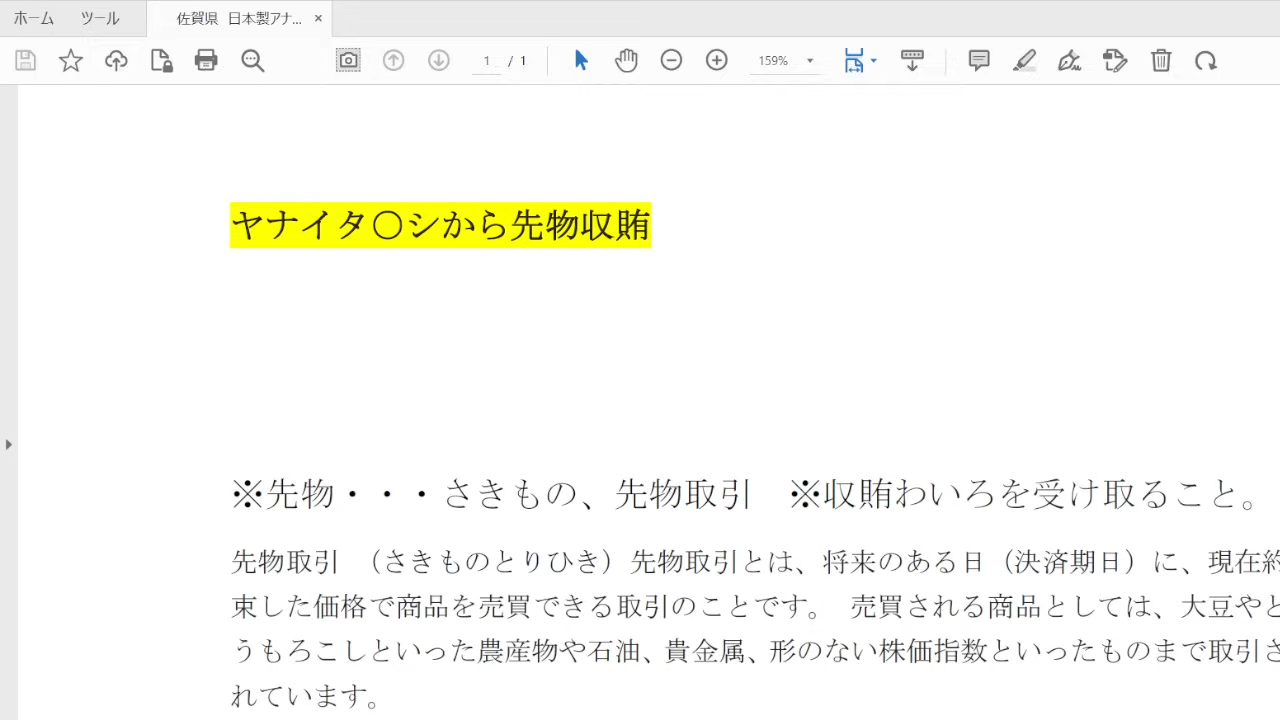 ホーム ツール 佐賀県 日本製アナ... ×
1 / 1 159%
ヤナイタ〇シから先物収賄
※先物・・・さきもの、先物取引 ※収賄わいろを受け取ること。
先物取引 （さきものとりひき）先物取引とは、将来のある日（決済期日）に、現在約
束した価格で商品を売買できる取引のことです。 売買される商品としては、大豆やと
うもろこしといった農産物や石油、貴金属、形のない株価指数といったものまで取引さ
れています。